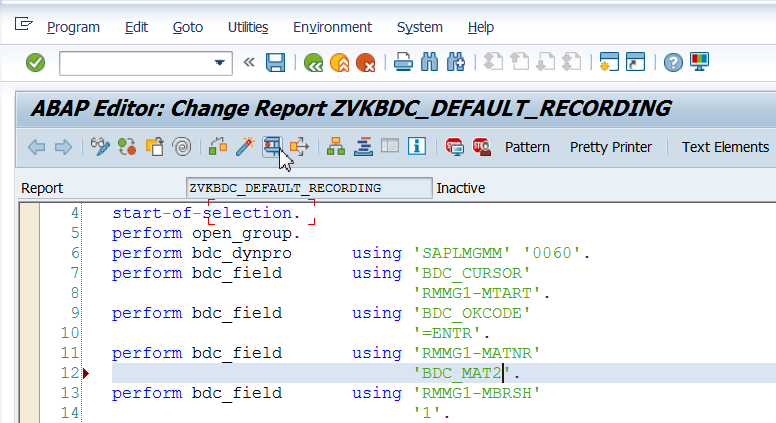 Program Edit Goto Utilities Environment System Help
ABAP Editor: Change Report ZVKBDC_DEFAULT_RECORDING
Pattern Pretty Printer Text Elements
Report ZVKBDC_DEFAULT_RECORDING Inactive
4 start-of-selection.
5 perform open_group.
6 perform bdc_dynpro using 'SAPLMGMM' '0060'.
7 perform bdc_field using 'BDC_CURSOR'
8 'RMMG1-MTART'.
9 perform bdc_field using 'BDC_OKCODE'
10 '=ENTR'.
11 perform bdc_field using 'RMMG1-MATNR'
12 'BDC_MAT2'.
13 perform bdc_field using 'RMMG1-MBRSH'
14 '1'.